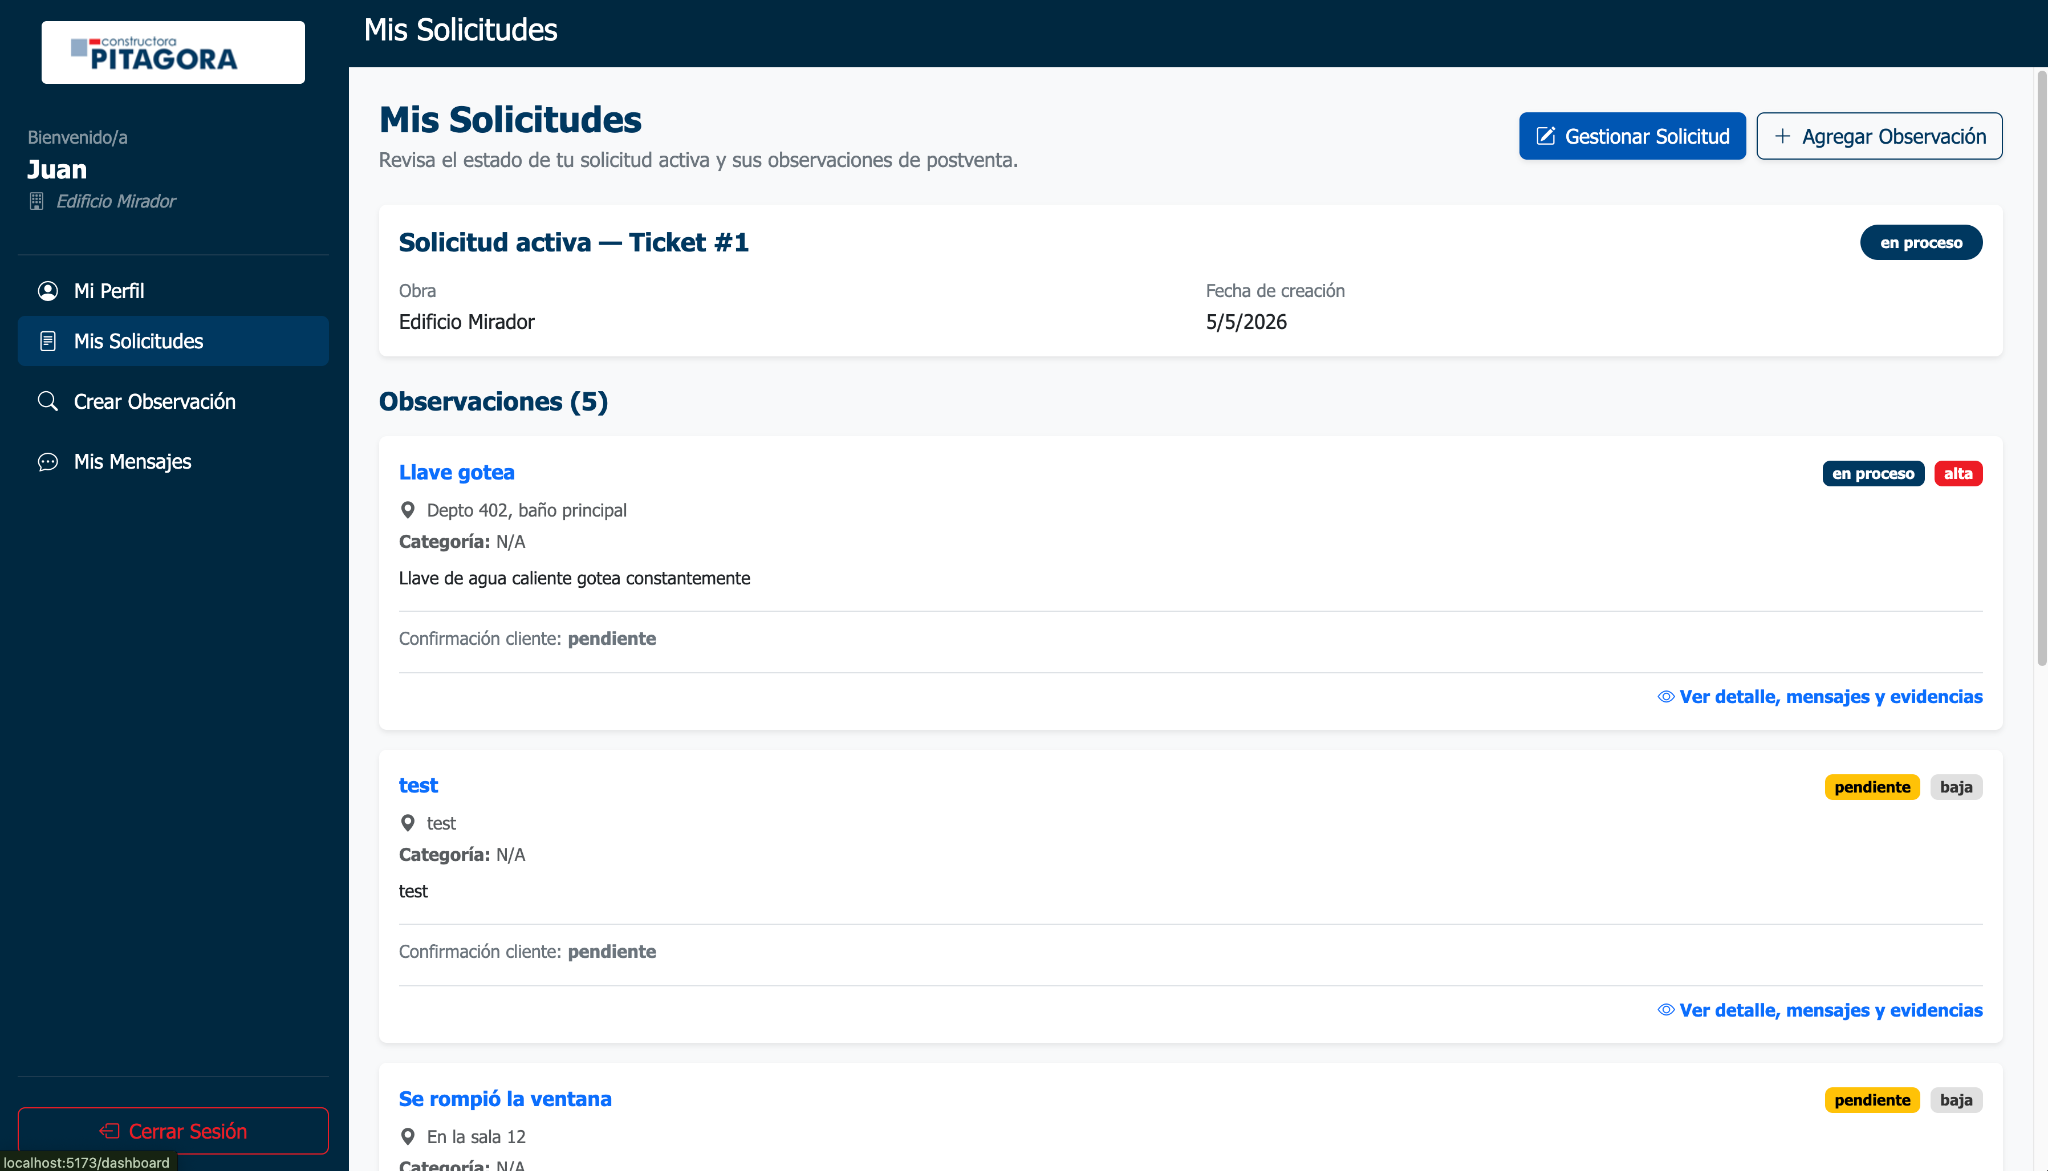 constructora
PITAGORA
Bienvenido/a
Juan
Edificio Mirador
Mi Perfil
Mis Solicitudes
Crear Observación
Mis Mensajes
Cerrar Sesión
localhost:5173/dashboard
Mis Solicitudes
Mis Solicitudes
Revisa el estado de tu solicitud activa y sus observaciones de postventa.
Gestionar Solicitud
Agregar Observación
Solicitud activa — Ticket #1
en proceso
Obra
Fecha de creación
Edificio Mirador
5/5/2026
Observaciones (5)
Llave gotea
en proceso
alta
Depto 402, baño principal
Categoría: N/A
Llave de agua caliente gotea constantemente
Confirmación cliente: pendiente
Ver detalle, mensajes y evidencias
test
pendiente
baja
test
Categoría: N/A
test
Confirmación cliente: pendiente
Ver detalle, mensajes y evidencias
Se rompió la ventana
pendiente
baja
En la sala 12
Categoría: N/A